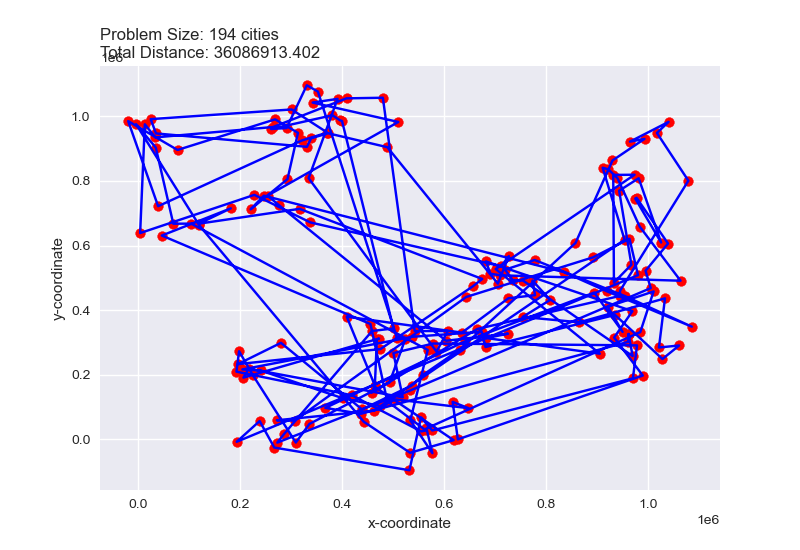 Problem Size: 194 cities
Total Distance: 36086913.402
1e6
1.0
0.8
0.6
0.4
0.2
0.0
y-coordinate
0.0 0.2 0.4 0.6 0.8 1.0
x-coordinate
1e6